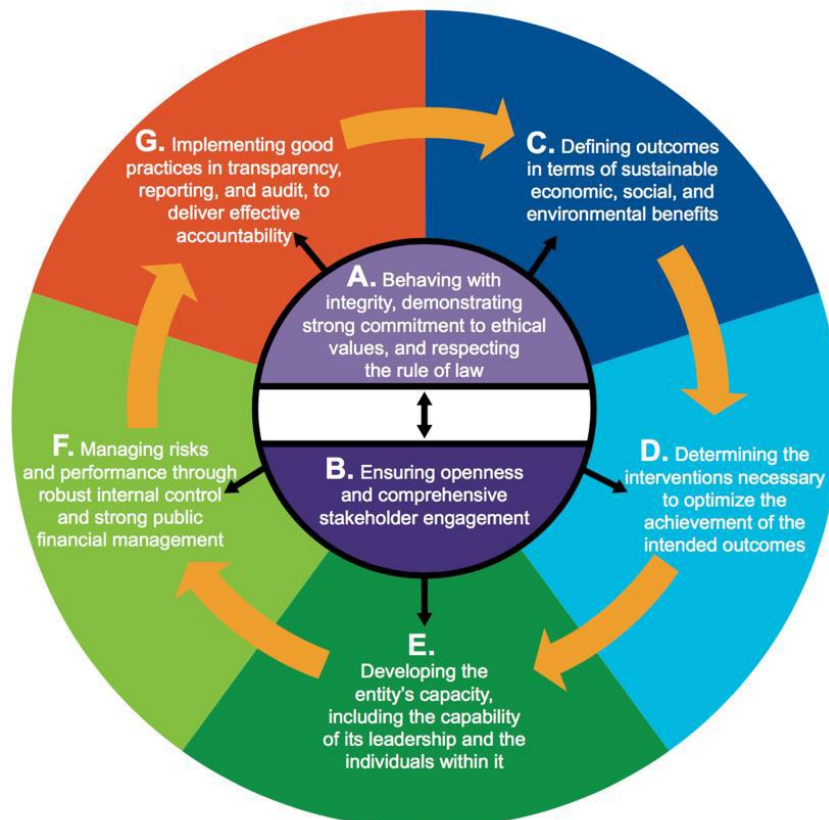 G. Implementing good
practices in transparency,
reporting, and audit, to
deliver effective
accountability
C. Defining outcomes
in terms of sustainable
economic, social, and
environmental benefits
A. Behaving with
integrity, demonstrating
strong commitment to ethical
values, and respecting
the rule of law
F. Managing risks
and performance through
robust internal control
and strong public
financial management
B. Ensuring openness
and comprehensive
stakeholder engagement
D. Determining the
interventions necessary
to optimize the
achievement of the
intended outcomes
E.
Developing the
entity's capacity,
including the capability
of its leadership and the
individuals within it